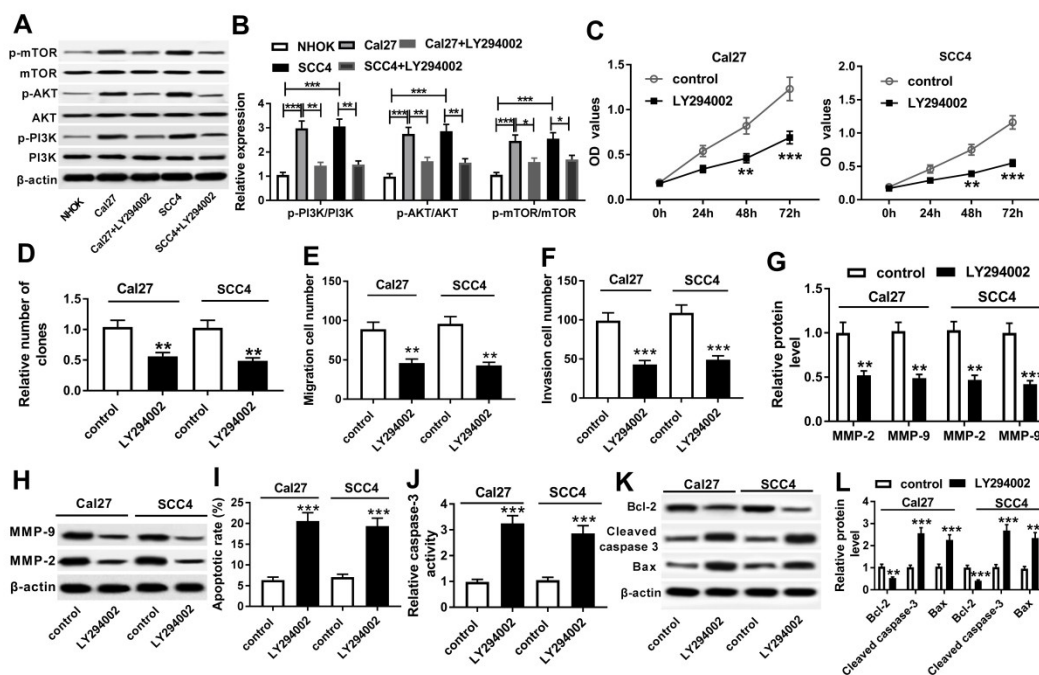 A
p-mTOR
mTOR
p-AKT
AKT
p-PI3K
PI3K
β-actin
NHOK
Cal27
Cal27+LY294002
SCC4
SCC4+LY294002
B
NHOK Cal27 Cal27+LY294002
SCC4 SCC4+LY294002
Relative expression
5
4
3
2
1
0
*** *** ***
*** ** ** *** ** ** *** * *
p-PI3K/PI3K p-AKT/AKT p-mTOR/mTOR
C
Cal27
control
LY294002
OD values
1.5
1.0
0.5
0.0
** ***
0h 24h 48h 72h
SCC4
control
LY294002
OD values
2.0
1.5
1.0
0.5
0.0
** ***
0h 24h 48h 72h
D
Cal27 SCC4
Relative number of
clones
1.5
1.0
0.5
0.0
** **
control LY294002 control LY294002
E
Cal27 SCC4
Migration cell number
150
100
50
0
** **
control LY294002 control LY294002
F
Cal27 SCC4
Invasion cell number
150
100
50
0
*** ***
control LY294002 control LY294002
G
control LY294002
Cal27 SCC4
Relative protein
level
1.5
1.0
0.5
0.0
** ** ** ***
MMP-2 MMP-9 MMP-2 MMP-9
H
Cal27 SCC4
MMP-9
MMP-2
β-actin
control LY294002 control LY294002
I
Cal27 SCC4
Apoptotic rate (%)
25
20
15
10
5
0
*** ***
control LY294002 control LY294002
J
Cal27 SCC4
Relative caspase-3
activity
4
3
2
1
0
*** ***
control LY294002 control LY294002
K
Cal27 SCC4
Bcl-2
Cleaved
caspase 3
Bax
β-actin
control LY294002 control LY294002
L
control LY294002
Cal27 SCC4
Relative protein
level
4
3
2
1
0
** *** *** *** *** **
Bcl-2 Cleaved caspase-3 Bax Bcl-2 Cleaved caspase-3 Bax